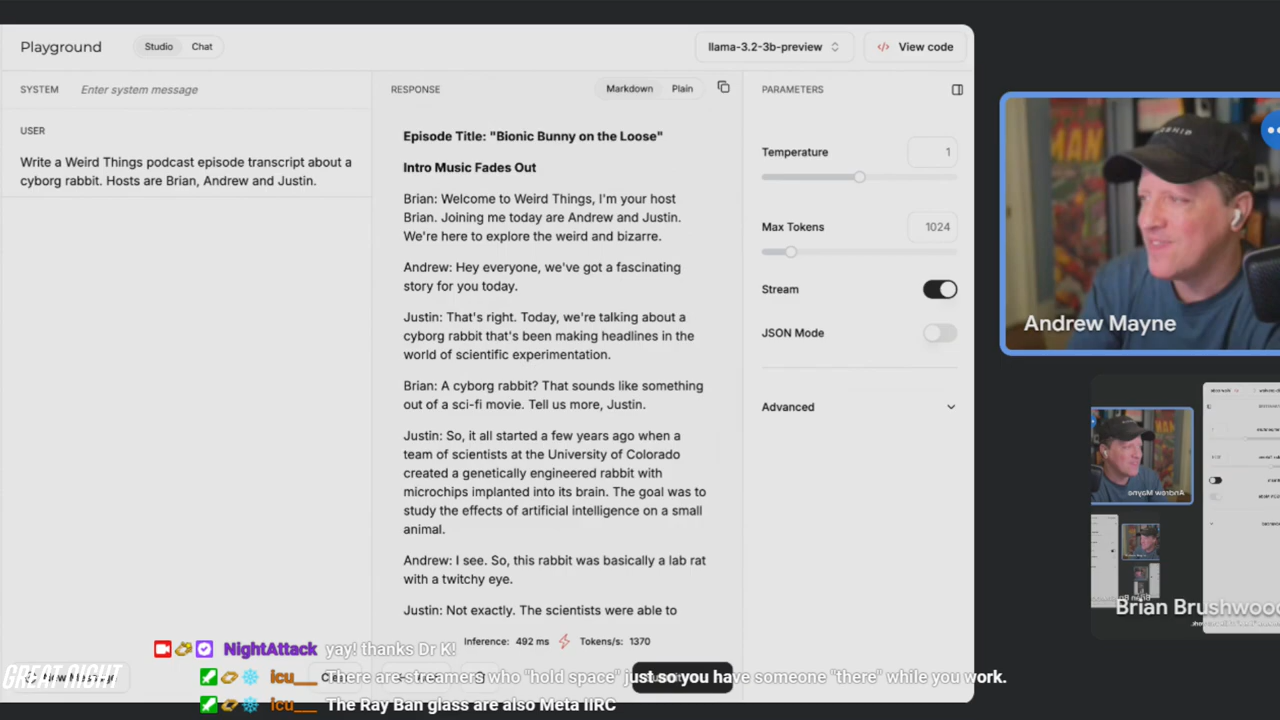 Playground
Studio
Chat
llama-3.2-3b-preview
</> View code
SYSTEM
Enter system message
RESPONSE
Markdown
Plain
PARAMETERS
USER
Write a Weird Things podcast episode transcript about a
cyborg rabbit. Hosts are Brian, Andrew and Justin.
Episode Title: "Bionic Bunny on the Loose"
Intro Music Fades Out
Brian: Welcome to Weird Things, I'm your host
Brian. Joining me today are Andrew and Justin.
We're here to explore the weird and bizarre.
Andrew: Hey everyone, we've got a fascinating
story for you today.
Justin: That's right. Today, we're talking about a
cyborg rabbit that's been making headlines in the
world of scientific experimentation.
Brian: A cyborg rabbit? That sounds like something
out of a sci-fi movie. Tell us more, Justin.
Justin: So, it all started a few years ago when a
team of scientists at the University of Colorado
created a genetically engineered rabbit with
microchips implanted into its brain. The goal was to
study the effects of artificial intelligence on a small
animal.
Andrew: I see. So, this rabbit was basically a lab rat
with a twitchy eye.
Justin: Not exactly. The scientists were able to
Inference: 492 ms
Tokens/s: 1370
Temperature
1
Max Tokens
1024
Stream
JSON Mode
Advanced
Andrew Mayne
Andrew Mayne
Brian Brushwood
NightAttack yay! thanks Dr K!
icu___ There are streamers who "hold space" just so you have someone "there" while you work.
icu___ The Ray Ban glass are also Meta IIRC
GREAT NIGHT